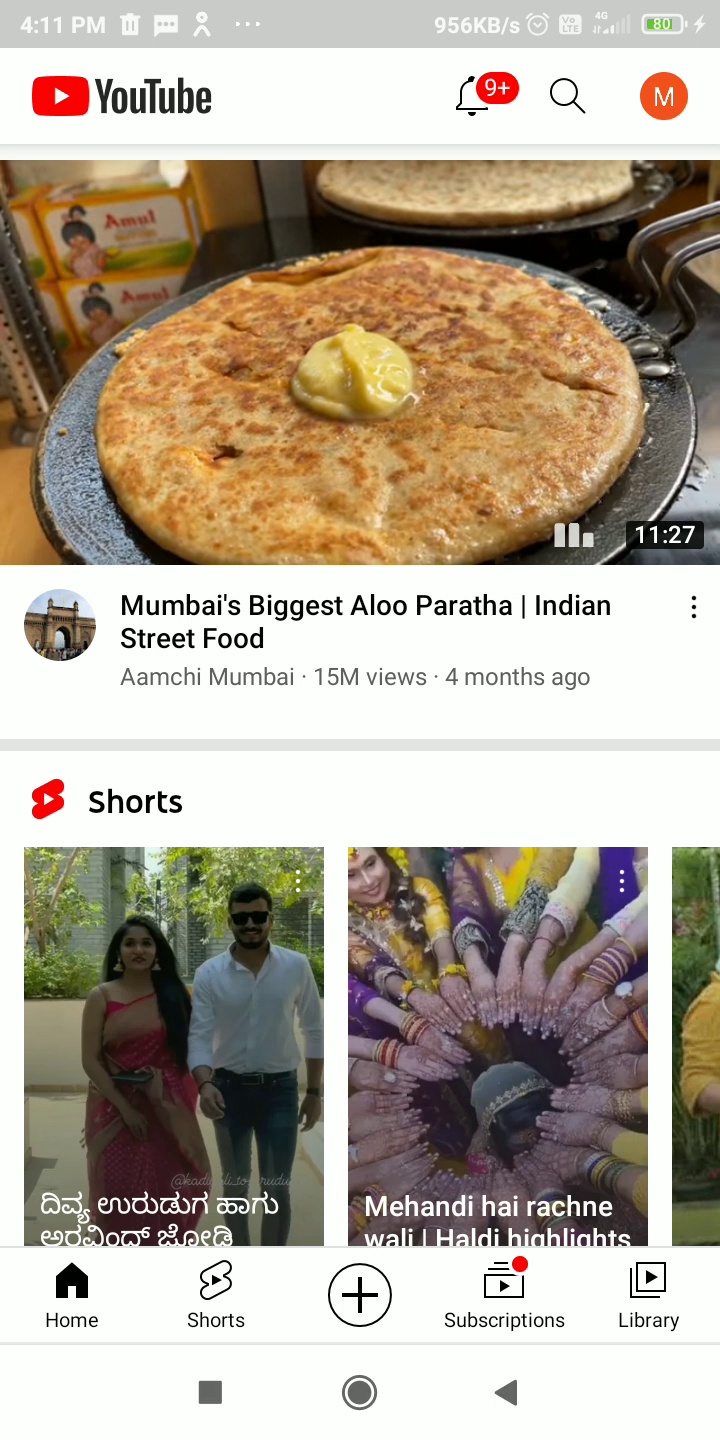 4:11 PM
956KB/s
Vo LTE
4G
80
YouTube
9+
M
Amul
Amul
11:27
Mumbai's Biggest Aloo Paratha | Indian
Street Food
Aamchi Mumbai · 15M views · 4 months ago
Shorts
ದಿವ್ಯ ಉರುಡುಗ ಹಾಗು
ಅರವಿಂದ್ ಜೋಡಿ
Mehandi hai rachne
wali | Haldi highlights
Home
Shorts
Subscriptions
Library